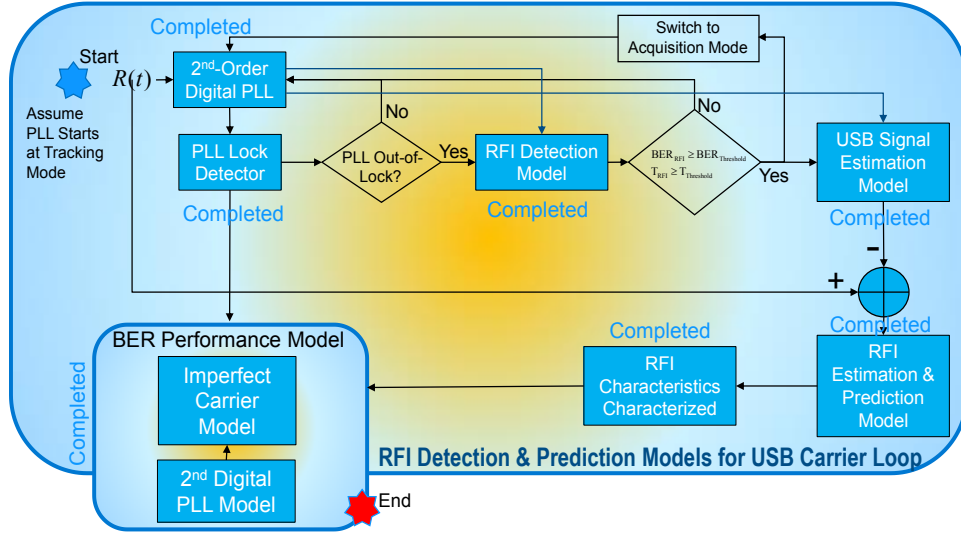 Completed
Start
R(t)
Assume
PLL Starts
at Tracking
Mode
2nd-Order
Digital PLL
Switch to
Acquisition Mode
No
No
PLL Lock
Detector
PLL Out-of-
Lock?
Yes
RFI Detection
Model
BER_RFI ≥ BER_Threshold
T_RFI ≥ T_Threshold
Yes
USB Signal
Estimation
Model
Completed
Completed
Completed
-
+
Completed
BER Performance Model
Completed
Imperfect
Carrier
Model
2nd Digital
PLL Model
Completed
RFI
Characteristics
Characterized
RFI
Estimation &
Prediction
Model
RFI Detection & Prediction Models for USB Carrier Loop
End